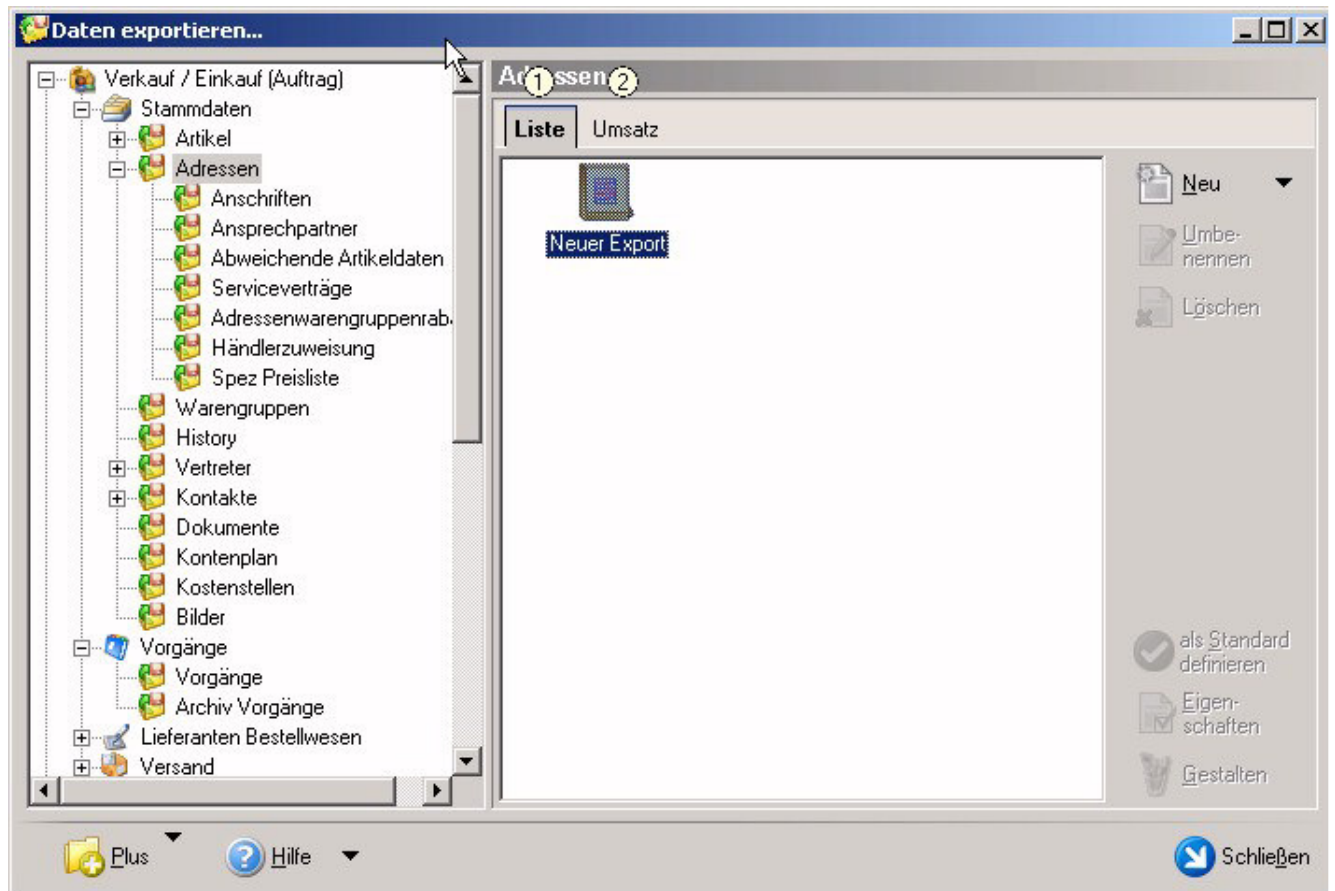 Daten exportieren...
Verkauf / Einkauf (Auftrag)
Stammdaten
Artikel
Adressen
Anschriften
Ansprechpartner
Abweichende Artikeldaten
Serviceverträge
Adressenwarengruppenrab
Händlerzuweisung
Spez Preisliste
Warengruppen
History
Vertreter
Kontakte
Dokumente
Kontenplan
Kostenstellen
Bilder
Vorgänge
Vorgänge
Archiv Vorgänge
Lieferanten Bestellwesen
Versand
Adressen
1 2
Liste Umsatz
Neuer Export
Neu
Umbe-
nennen
Löschen
als Standard
definieren
Eigen-
schaften
Gestalten
Plus Hilfe Schließen